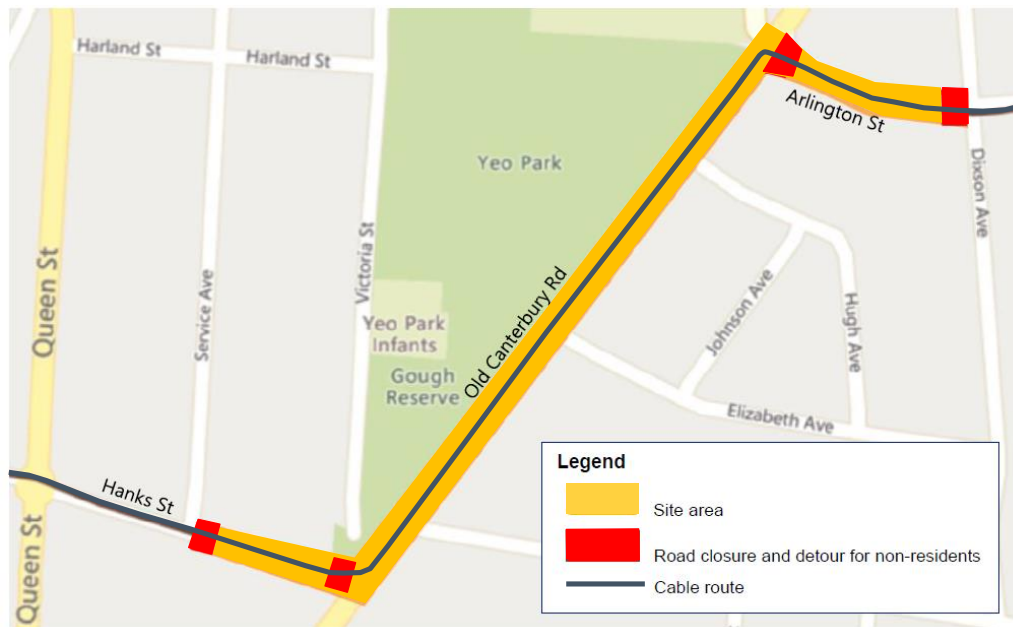 Harland St
Harland St
Arlington St
Yeo Park
Dixson Ave
Queen St
Service Ave
Victoria St
Old Canterbury Rd
Johnson Ave
Hugh Ave
Yeo Park
Infants
Gough
Reserve
Elizabeth Ave
Hanks St
Queen St
Legend
Site area
Road closure and detour for non-residents
Cable route